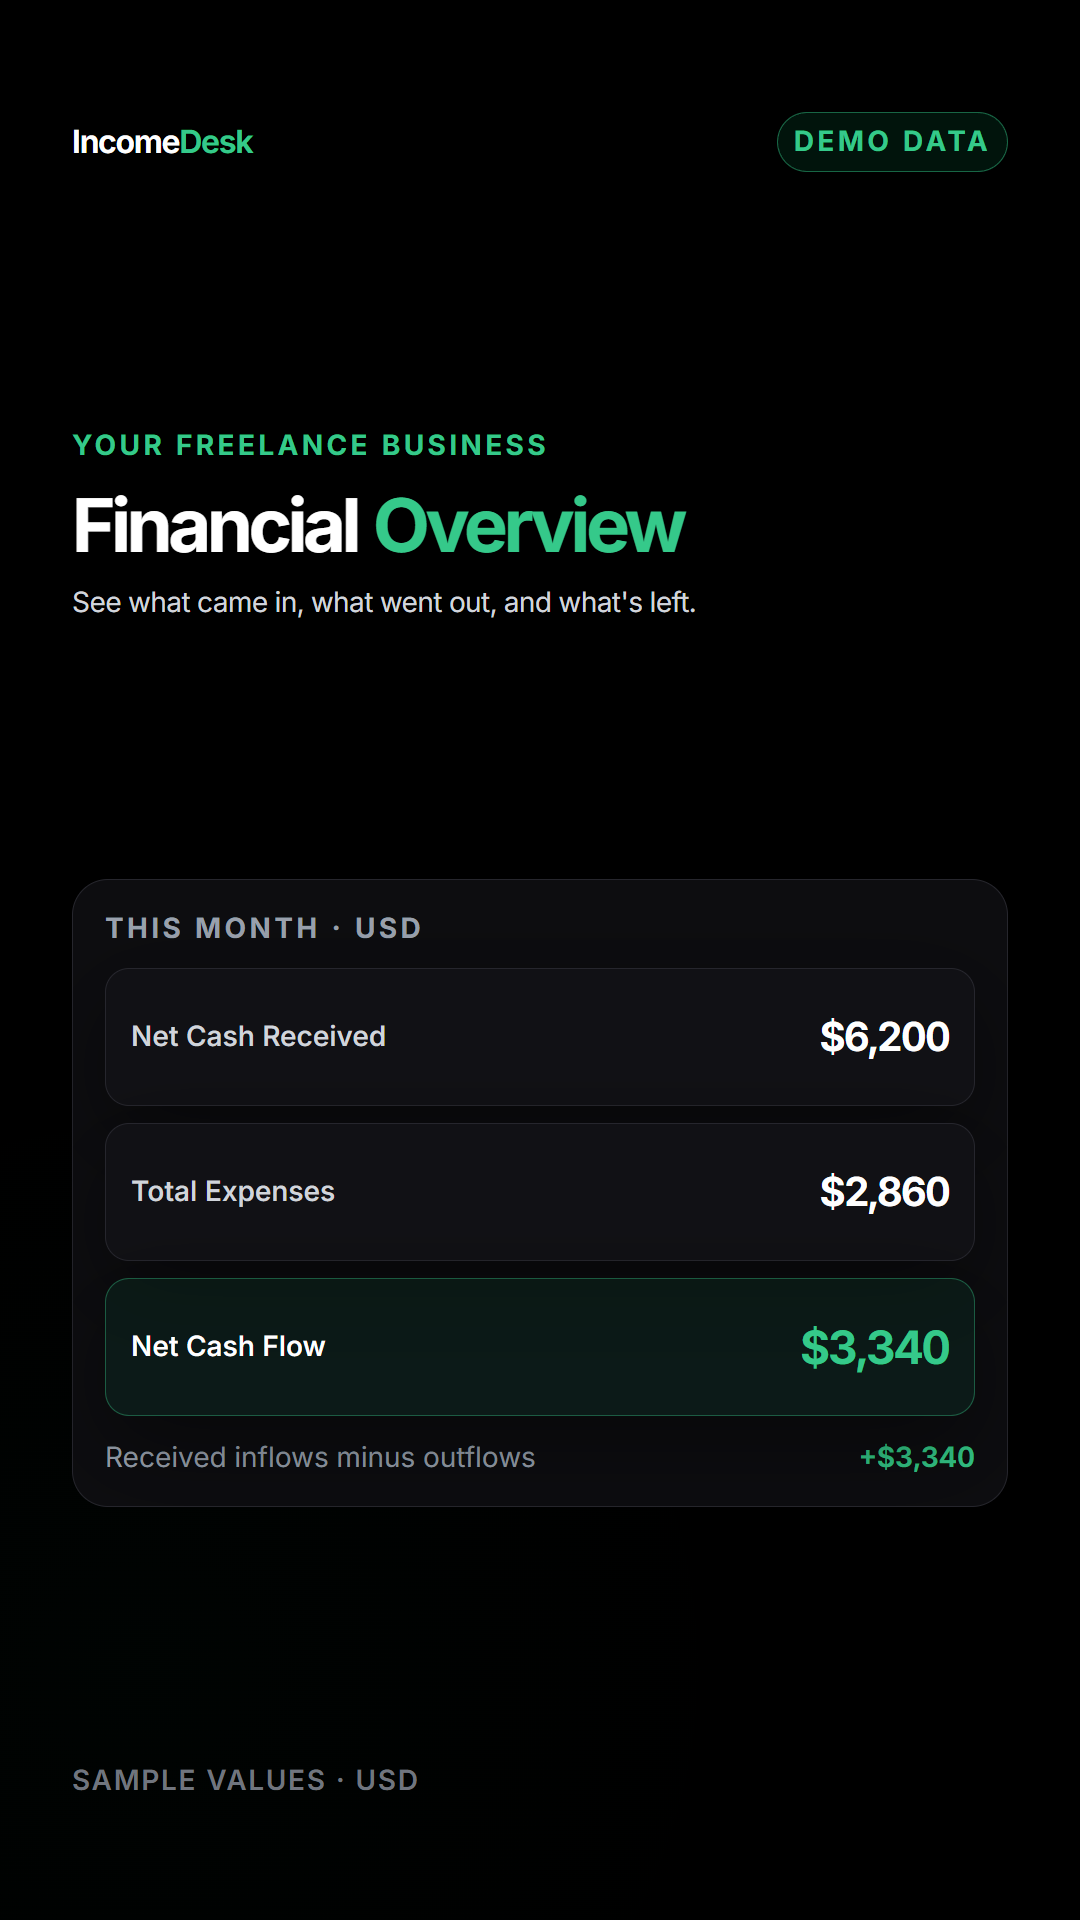 IncomeDesk
DEMO DATA
YOUR FREELANCE BUSINESS
Financial Overview
See what came in, what went out, and what's left.
THIS MONTH · USD
Net Cash Received $6,200
Total Expenses $2,860
Net Cash Flow $3,340
Received inflows minus outflows +$3,340
SAMPLE VALUES · USD